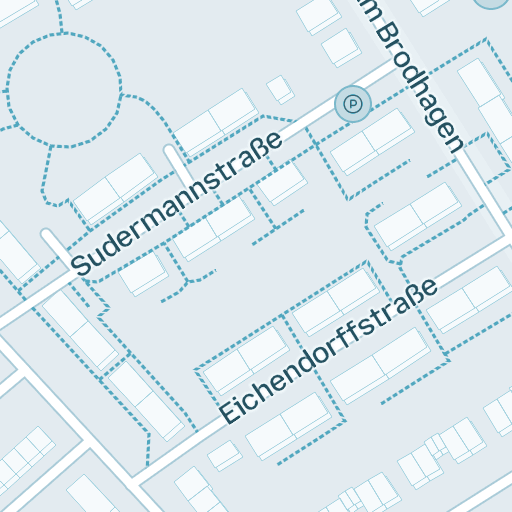 m Brodhagen
P
Sudermannstraße
Eichendorffstraße